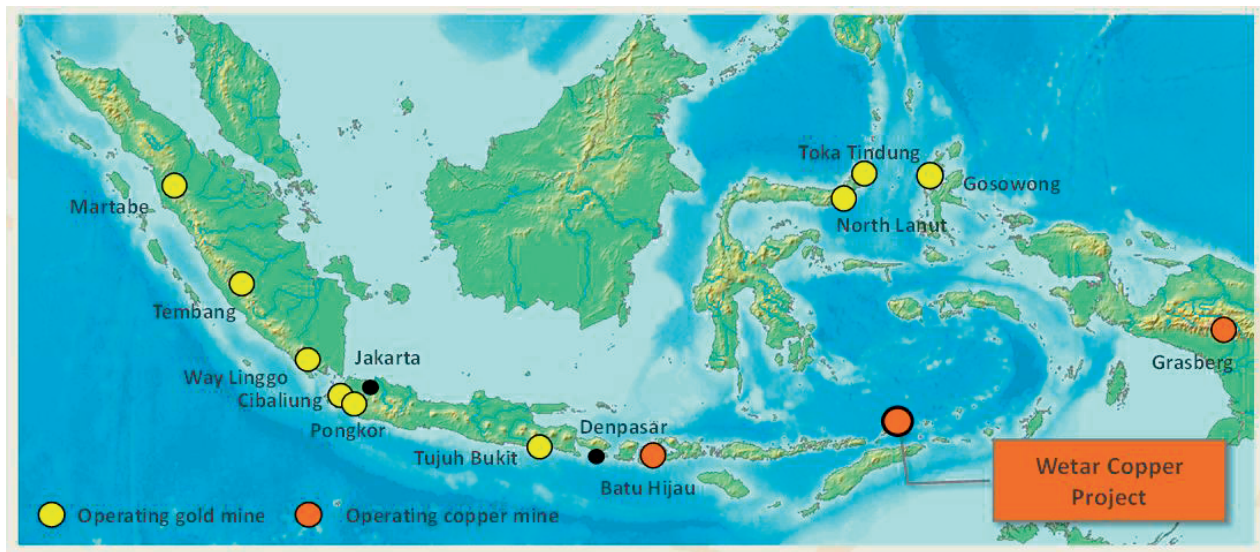 Toka Tindung
Gosowong
Martabe
North Lanut
Tembang
Jakarta
Grasberg
Way Linggo
Cibaliung
Pongkor
Denpasar
Tujuh Bukit
Batu Hijau
Wetar Copper
Project
Operating gold mine
Operating copper mine